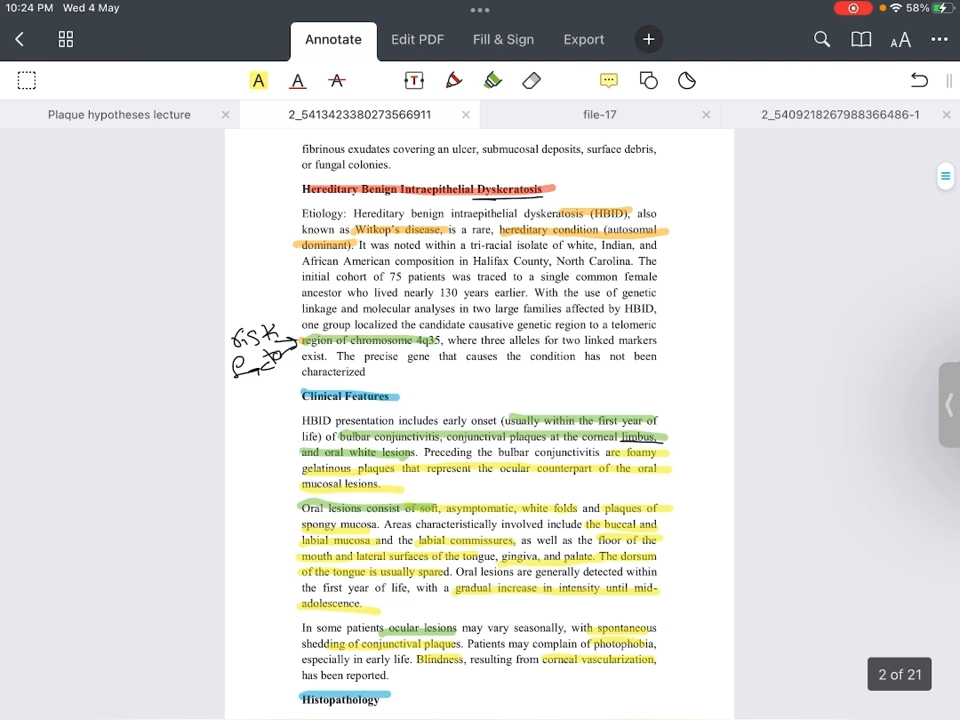 10:24 PM Wed 4 May
58%
Annotate
Edit PDF
Fill & Sign
Export
AA
A A A T
Plaque hypotheses lecture
2_5413423380273566911
file-17
2_5409218267988366486-1
fibrinous exudates covering an ulcer, submucosal deposits, surface debris,
or fungal colonies.
Hereditary Benign Intraepithelial Dyskeratosis
Etiology: Hereditary benign intraepithelial dyskeratosis (HBID), also
known as Witkop's disease, is a rare, hereditary condition (autosomal
dominant). It was noted within a tri-racial isolate of white, Indian, and
African American composition in Halifax County, North Carolina. The
initial cohort of 75 patients was traced to a single common female
ancestor who lived nearly 130 years earlier. With the use of genetic
linkage and molecular analyses in two large families affected by HBID,
one group localized the candidate causative genetic region to a telomeric
risk
region of chromosome 4q35, where three alleles for two linked markers
exist. The precise gene that causes the condition has not been
characterized
Clinical Features
HBID presentation includes early onset (usually within the first year of
life) of bulbar conjunctivitis, conjunctival plaques at the corneal limbus,
and oral white lesions. Preceding the bulbar conjunctivitis are foamy
gelatinous plaques that represent the ocular counterpart of the oral
mucosal lesions.
Oral lesions consist of soft, asymptomatic, white folds and plaques of
spongy mucosa. Areas characteristically involved include the buccal and
labial mucosa and the labial commissures, as well as the floor of the
mouth and lateral surfaces of the tongue, gingiva, and palate. The dorsum
of the tongue is usually spared. Oral lesions are generally detected within
the first year of life, with a gradual increase in intensity until mid-
adolescence.
In some patients ocular lesions may vary seasonally, with spontaneous
shedding of conjunctival plaques. Patients may complain of photophobia,
especially in early life. Blindness, resulting from corneal vascularization,
has been reported.
2 of 21
Histopathology